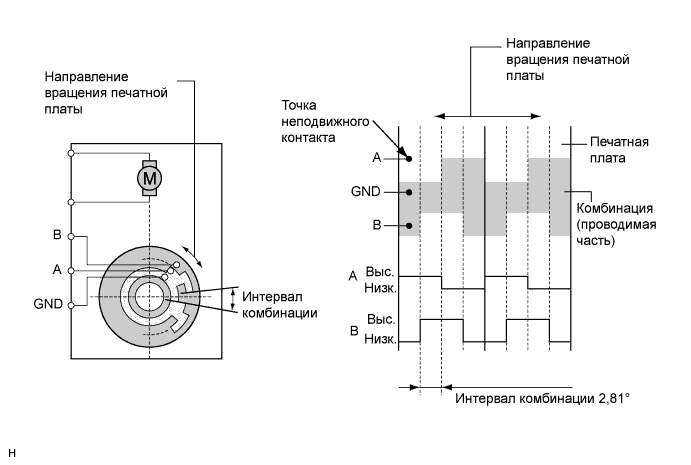 Направление
вращения печатной
платы
M
B
A
GND
Интервал
комбинации
Направление
вращения печатной
платы
Точка
неподвижного
контакта
A
GND
B
Печатная
плата
Комбинация
(проводимая
часть)
A Выс.
Низк.
B Выс.
Низк.
Интервал комбинации 2,81°
H